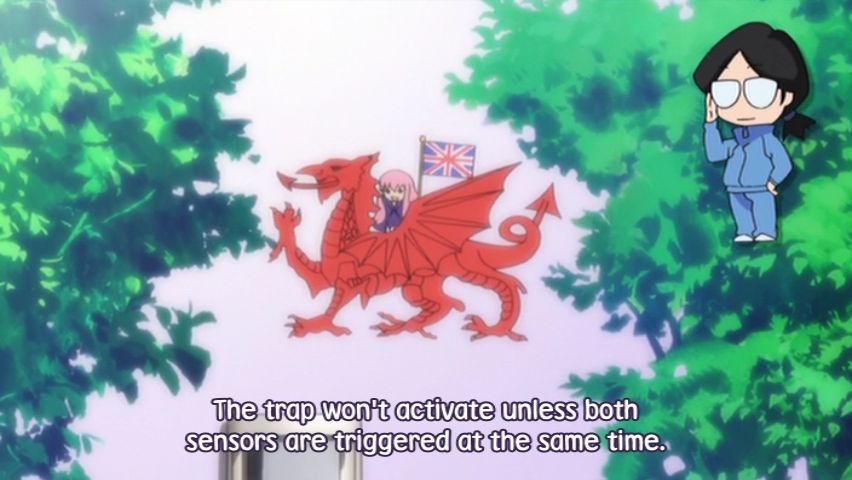 The trap won't activate unless both
sensors are triggered at the same time.